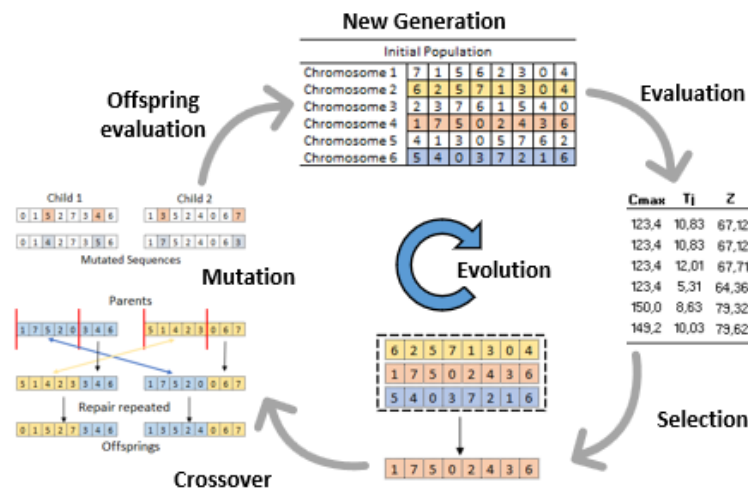 New Generation
Initial Population
Chromosome 1 7 1 5 6 2 3 0 4
Chromosome 2 6 2 5 7 1 3 0 4
Chromosome 3 2 3 7 6 1 5 4 0
Chromosome 4 1 7 5 0 2 4 3 6
Chromosome 5 4 1 3 0 5 7 6 2
Chromosome 6 5 4 0 3 7 2 1 6
Evaluation
Cmax Tj Z
123,4 10,83 67,12
123,4 10,83 67,12
123,4 12,01 67,71
123,4 5,31 64,36
150,0 8,63 79,32
149,2 10,03 79,62
Selection
Evolution
6 2 5 7 1 3 0 4
1 7 5 0 2 4 3 6
5 4 0 3 7 2 1 6
1 7 5 0 2 4 3 6
Crossover
Parents
1 7 5 2 0 3 4 6 5 1 4 2 3 0 6 7
5 1 4 2 3 3 4 6 1 7 5 2 0 0 6 7
Repair repeated
0 1 5 2 7 3 4 6 1 3 5 2 4 0 6 7
Offsprings
Mutation
Child 1 Child 2
0 1 5 2 7 3 4 6 1 3 5 2 4 0 6 7
0 1 4 2 7 3 5 6 1 7 5 2 4 0 6 3
Mutated Sequences
Offspring
evaluation